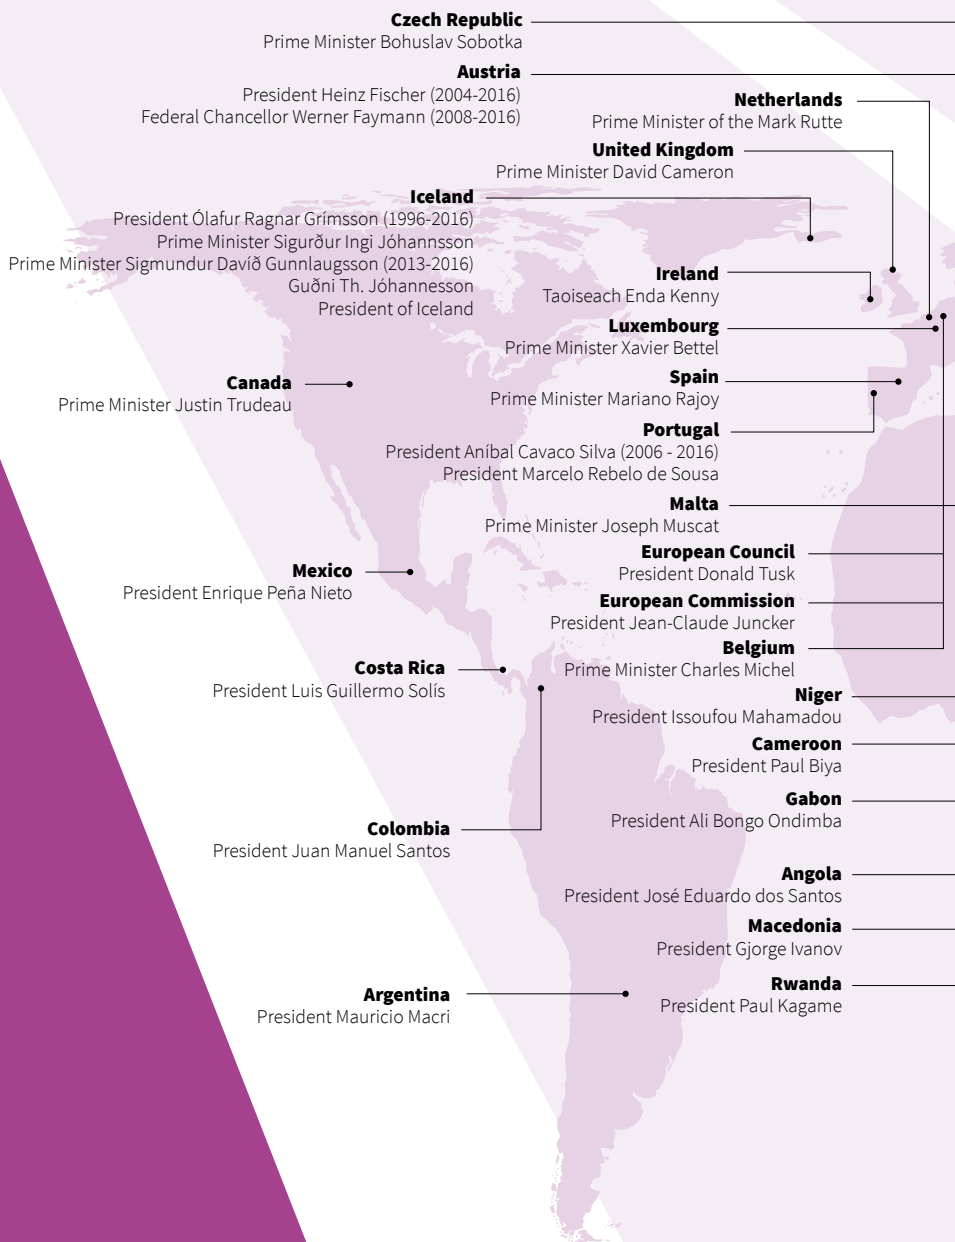 Czech Republic
Prime Minister Bohuslav Sobotka
Austria
President Heinz Fischer (2004-2016)
Federal Chancellor Werner Faymann (2008-2016)
Netherlands
Prime Minister of the Mark Rutte
United Kingdom
Prime Minister David Cameron
Iceland
President Ólafur Ragnar Grímsson (1996-2016)
Prime Minister Sigurður Ingi Jóhannsson
Prime Minister Sigmundur Davíð Gunnlaugsson (2013-2016)
Guðni Th. Jóhannesson
President of Iceland
Ireland
Taoiseach Enda Kenny
Luxembourg
Prime Minister Xavier Bettel
Canada
Prime Minister Justin Trudeau
Spain
Prime Minister Mariano Rajoy
Portugal
President Aníbal Cavaco Silva (2006 - 2016)
President Marcelo Rebelo de Sousa
Malta
Prime Minister Joseph Muscat
European Council
President Donald Tusk
Mexico
President Enrique Peña Nieto
European Commission
President Jean-Claude Juncker
Belgium
Prime Minister Charles Michel
Costa Rica
President Luis Guillermo Solís
Niger
President Issoufou Mahamadou
Cameroon
President Paul Biya
Gabon
President Ali Bongo Ondimba
Colombia
President Juan Manuel Santos
Angola
President José Eduardo dos Santos
Macedonia
President Gjorge Ivanov
Rwanda
President Paul Kagame
Argentina
President Mauricio Macri